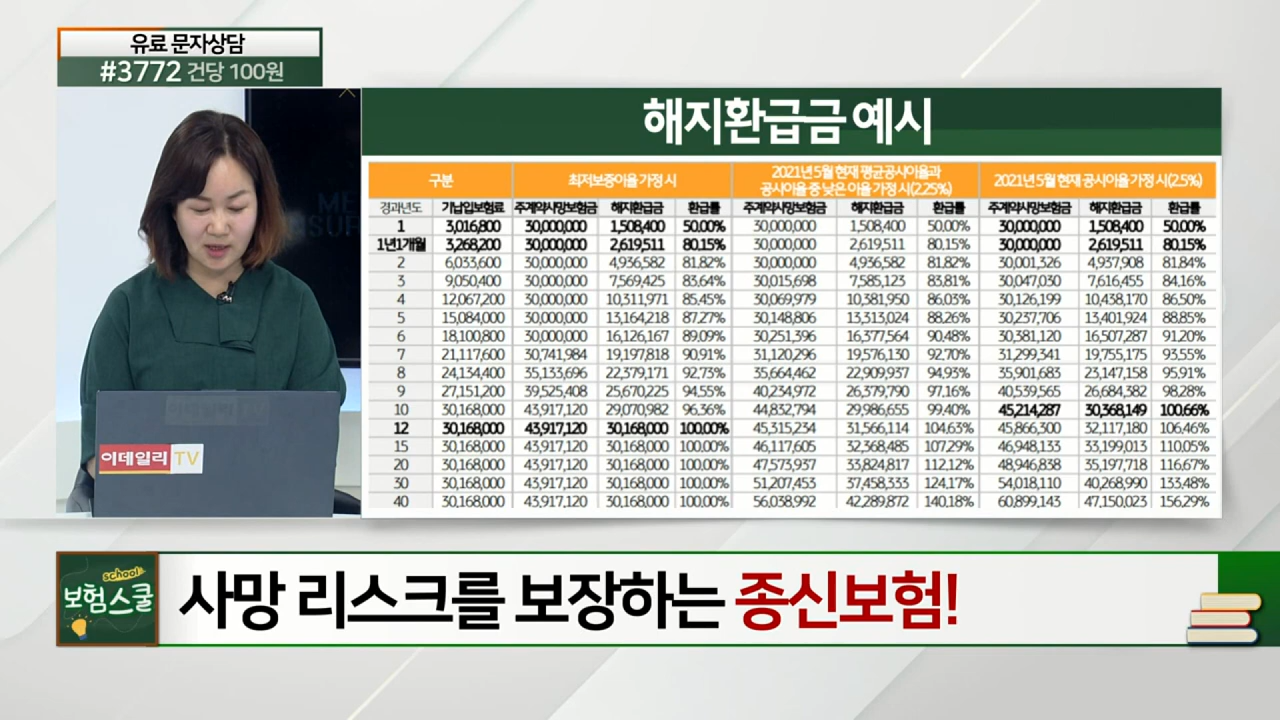 유료 문자상담
#3772 건당 100원
해지환급금 예시
구분 최저보증이율 가정 시 2021년 5월 현재 평균공시이율과 공시이율 중 낮은 이율 가정 시(2.25%) 2021년 5월 현재 공시이율 가정 시(2.5%)
경과년도 기납입보험료 주계약사망보험금 해지환급금 환급률 주계약사망보험금 해지환급금 환급률 주계약사망보험금 해지환급금 환급률
1 3,016,800 30,000,000 1,508,400 50.00% 30,000,000 1,508,400 50.00% 30,000,000 1,508,400 50.00%
1년1개월 3,268,200 30,000,000 2,619,511 80.15% 30,000,000 2,619,511 80.15% 30,000,000 2,619,511 80.15%
2 6,033,600 30,000,000 4,936,582 81.82% 30,000,000 4,936,582 81.82% 30,001,326 4,937,908 81.84%
3 9,050,400 30,000,000 7,569,425 83.64% 30,015,698 7,585,123 83.81% 30,047,030 7,616,455 84.16%
4 12,067,200 30,000,000 10,311,971 85.45% 30,069,979 10,381,950 86.03% 30,126,199 10,438,170 86.50%
5 15,084,000 30,000,000 13,164,218 87.27% 30,148,806 13,313,024 88.26% 30,237,706 13,401,924 88.85%
6 18,100,800 30,000,000 16,126,167 89.09% 30,251,396 16,377,564 90.48% 30,381,120 16,507,287 91.20%
7 21,117,600 30,741,984 19,197,818 90.91% 31,120,296 19,576,130 92.70% 31,299,341 19,755,175 93.55%
8 24,134,400 35,133,696 22,379,171 92.73% 35,664,462 22,909,937 94.93% 35,901,683 23,147,158 95.91%
9 27,151,200 39,525,408 25,670,225 94.55% 40,234,972 26,379,790 97.16% 40,539,565 26,684,382 98.28%
10 30,168,000 43,917,120 29,070,982 96.36% 44,832,794 29,986,655 99.40% 45,214,287 30,368,149 100.66%
12 30,168,000 43,917,120 30,168,000 100.00% 45,315,234 31,566,114 104.63% 45,866,300 32,117,180 106.46%
15 30,168,000 43,917,120 30,168,000 100.00% 46,117,605 32,368,485 107.29% 46,948,133 33,199,013 110.05%
20 30,168,000 43,917,120 30,168,000 100.00% 47,573,937 33,824,817 112.12% 48,946,838 35,197,718 116.67%
30 30,168,000 43,917,120 30,168,000 100.00% 51,207,453 37,458,333 124.17% 54,018,110 40,268,990 133.48%
40 30,168,000 43,917,120 30,168,000 100.00% 56,038,992 42,289,872 140.18% 60,899,143 47,150,023 156.29%
이데일리 TV
school
보험스쿨
사망 리스크를 보장하는 종신보험!